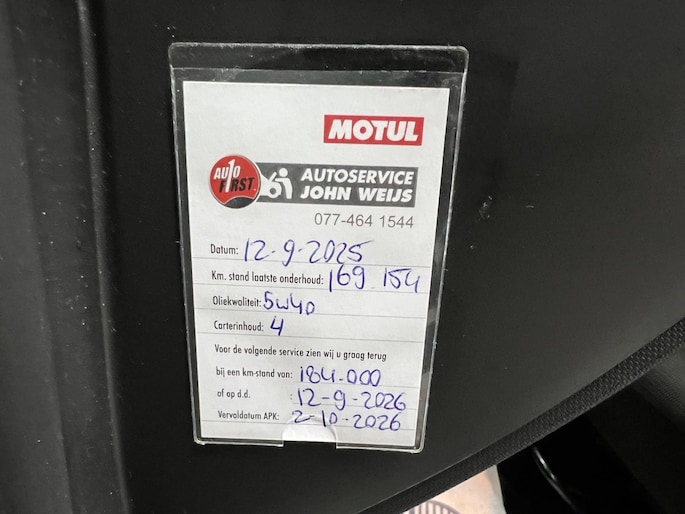 MOTUL
AUTO
FIRST
AUTOSERVICE
JOHN WEIJS
077-464 1544
Datum: 12-9-2025
Km. stand laatste onderhoud: 169.154
Oliekwaliteit: 5w40
Carterinhoud: 4
Voor de volgende service zien wij u graag terug
bij een km-stand van: 184.000
of op d.d. : 12-9-2026
Vervaldatum APK: 2-10-2026